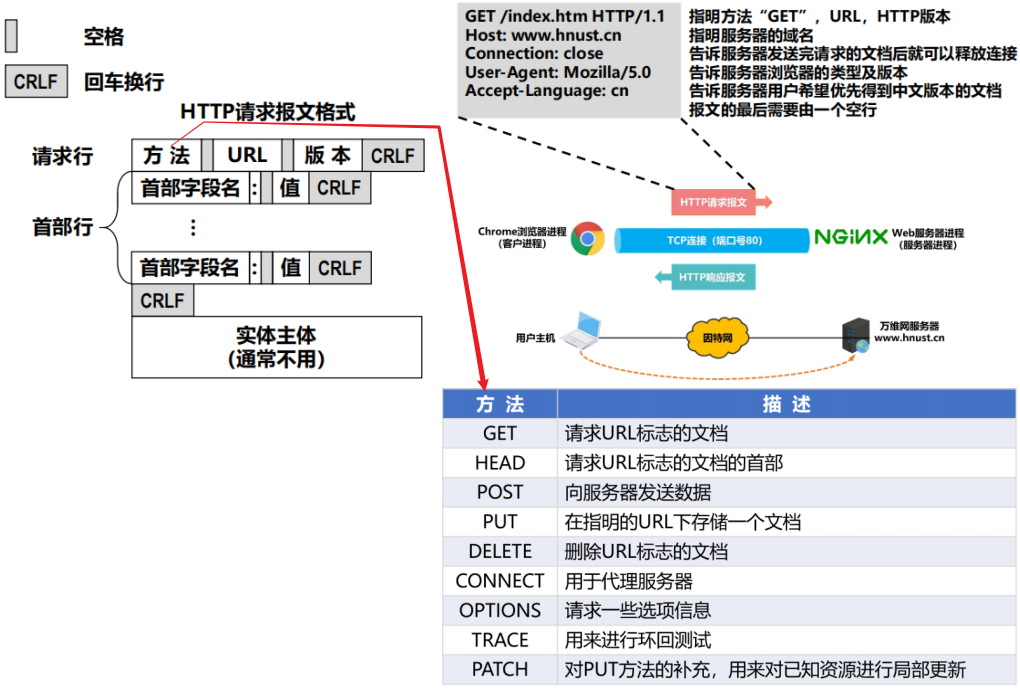 空格
CRLF 回车换行
HTTP请求报文格式
请求行 方 法 URL 版 本 CRLF
首部行
首部字段名 : 值 CRLF
⋮
首部字段名 : 值 CRLF
CRLF
实体主体
(通常不用)
GET /index.htm HTTP/1.1 指明方法“GET”，URL，HTTP版本
Host: www.hnust.cn 指明服务器的域名
Connection: close 告诉服务器发送完请求的文档后就可以释放连接
User-Agent: Mozilla/5.0 告诉服务器浏览器的类型及版本
Accept-Language: cn 告诉服务器用户希望优先得到中文版本的文档
报文的最后需要由一个空行
HTTP请求报文
Chrome浏览器进程
（客户进程）
TCP连接（端口号80）
NGiNX
Web服务器进程
（服务器进程）
HTTP响应报文
用户主机
因特网
万维网服务器
www.hnust.cn
方 法 描 述
GET 请求URL标志的文档
HEAD 请求URL标志的文档的首部
POST 向服务器发送数据
PUT 在指明的URL下存储一个文档
DELETE 删除URL标志的文档
CONNECT 用于代理服务器
OPTIONS 请求一些选项信息
TRACE 用来进行环回测试
PATCH 对PUT方法的补充，用来对已知资源进行局部更新